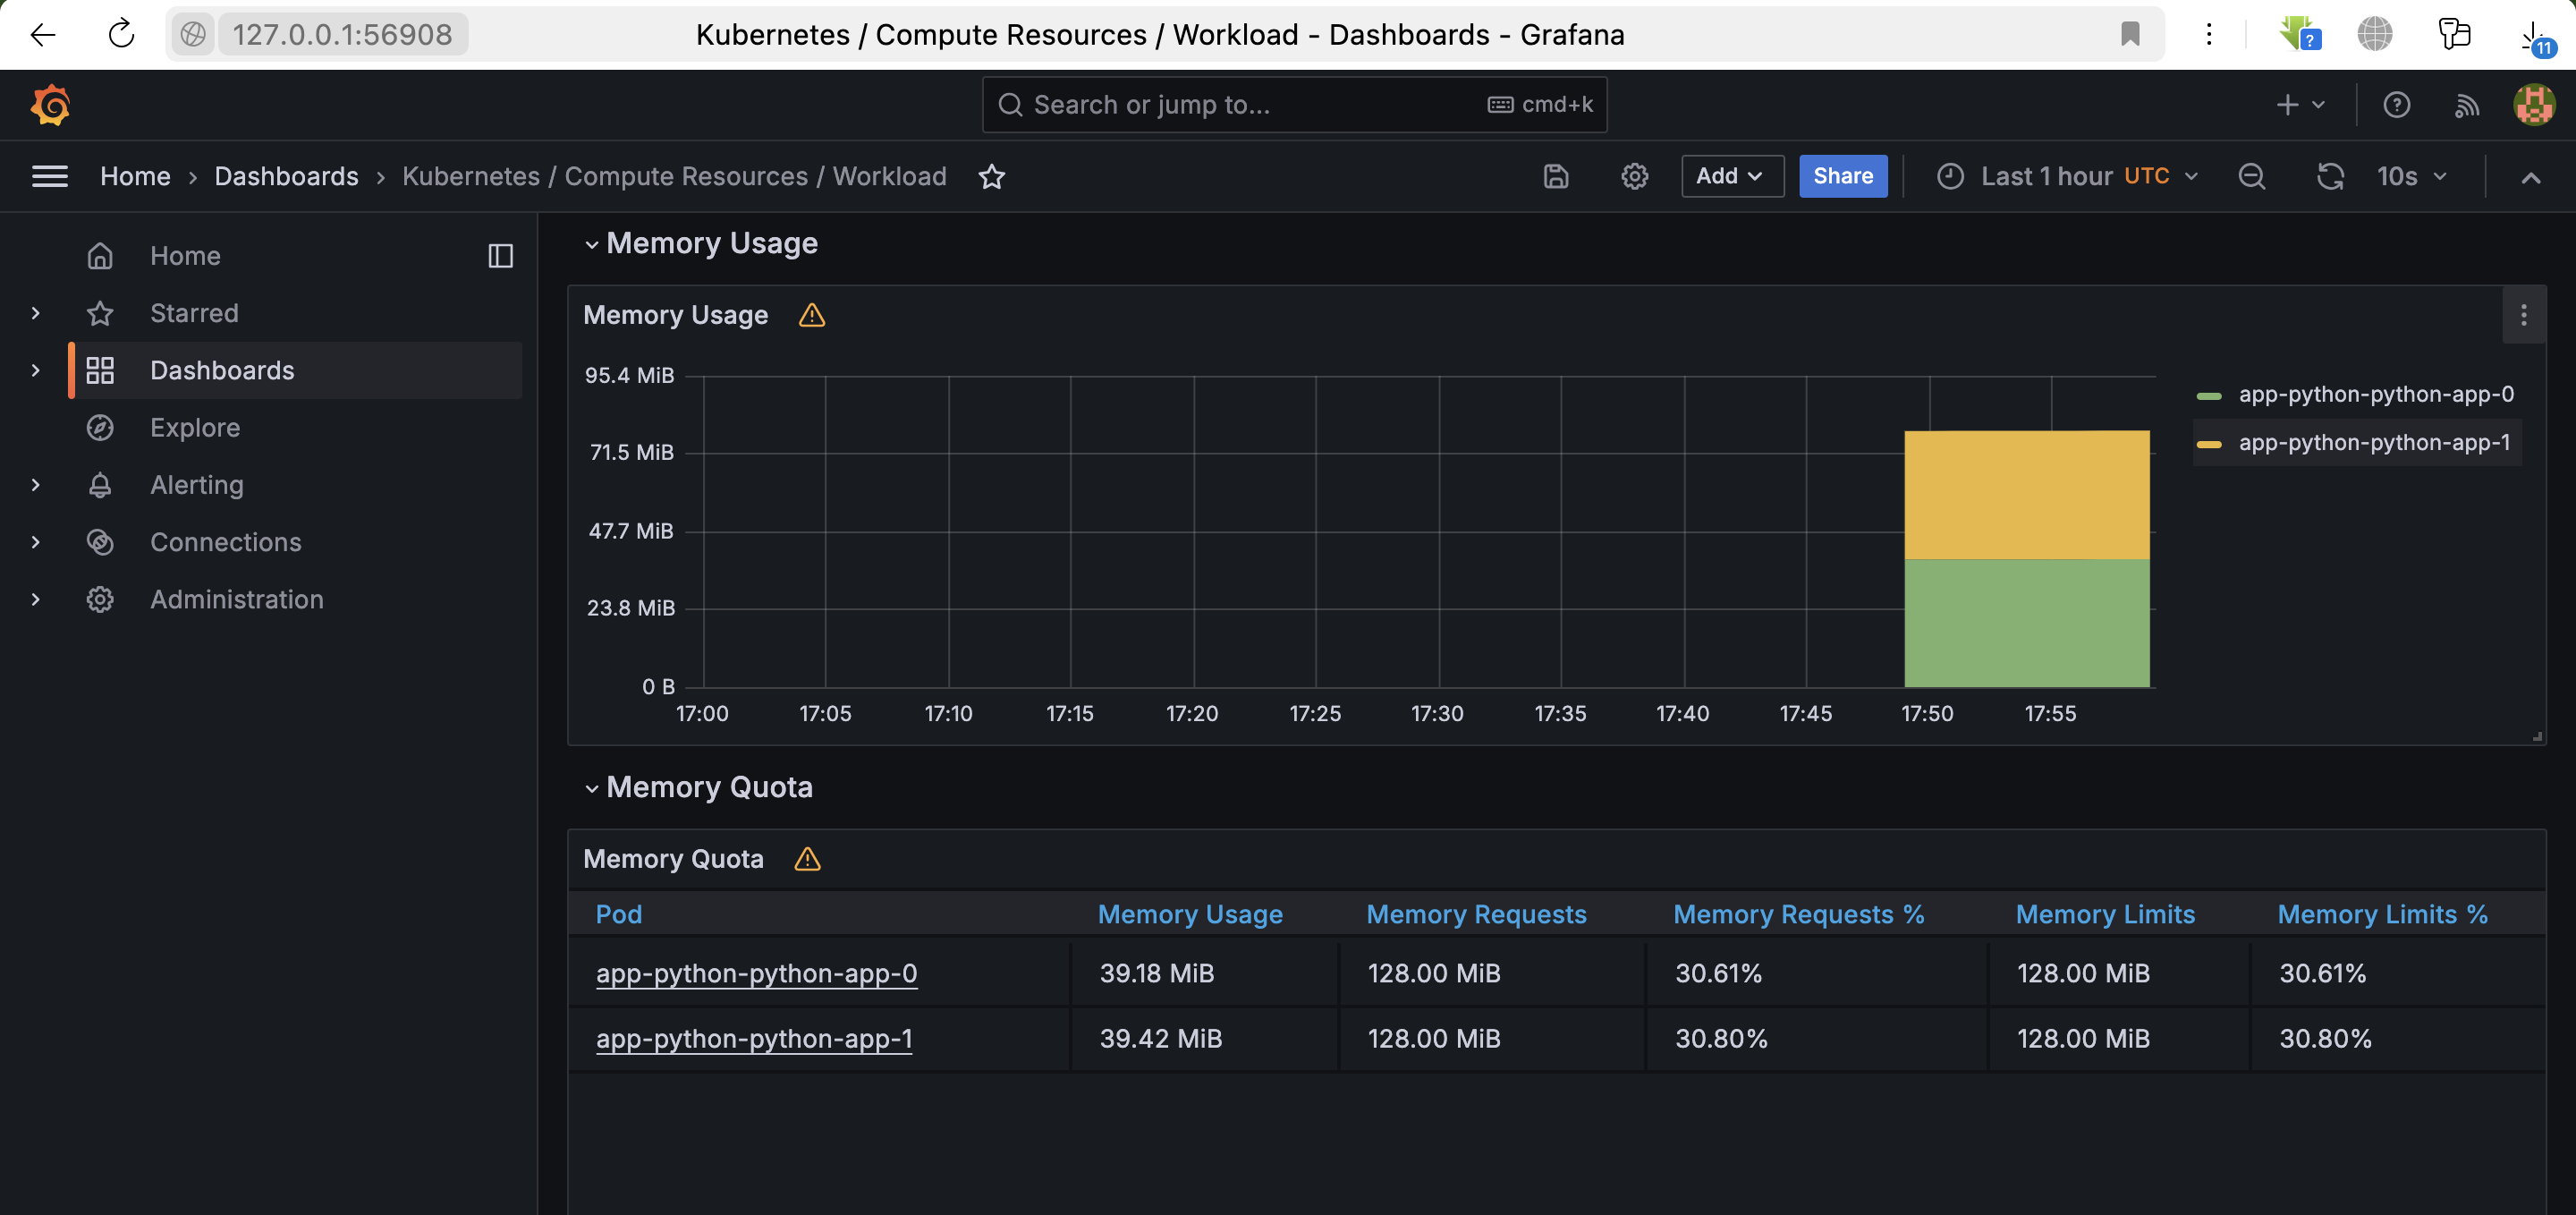 127.0.0.1:56908 Kubernetes / Compute Resources / Workload - Dashboards - Grafana ? 11
Search or jump to... cmd+k
Home › Dashboards › Kubernetes / Compute Resources / Workload Add Share Last 1 hour UTC 10s
Home
Starred
Dashboards
Explore
Alerting
Connections
Administration
Memory Usage
Memory Usage
95.4 MiB
71.5 MiB
47.7 MiB
23.8 MiB
0 B
17:00 17:05 17:10 17:15 17:20 17:25 17:30 17:35 17:40 17:45 17:50 17:55
app-python-python-app-0
app-python-python-app-1
Memory Quota
Memory Quota
Pod Memory Usage Memory Requests Memory Requests % Memory Limits Memory Limits %
app-python-python-app-0 39.18 MiB 128.00 MiB 30.61% 128.00 MiB 30.61%
app-python-python-app-1 39.42 MiB 128.00 MiB 30.80% 128.00 MiB 30.80%